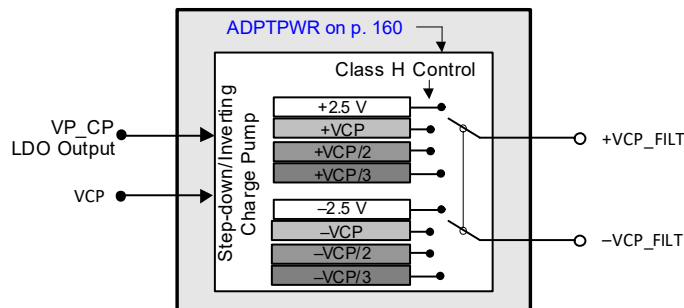 ADPTPWR on p. 160
Class H Control
Step-down/Inverting
Charge Pump
VP_CP
LDO Output
VCP
+2.5 V
+VCP
+VCP/2
+VCP/3
–2.5 V
–VCP
–VCP/2
–VCP/3
+VCP_FILT
–VCP_FILT